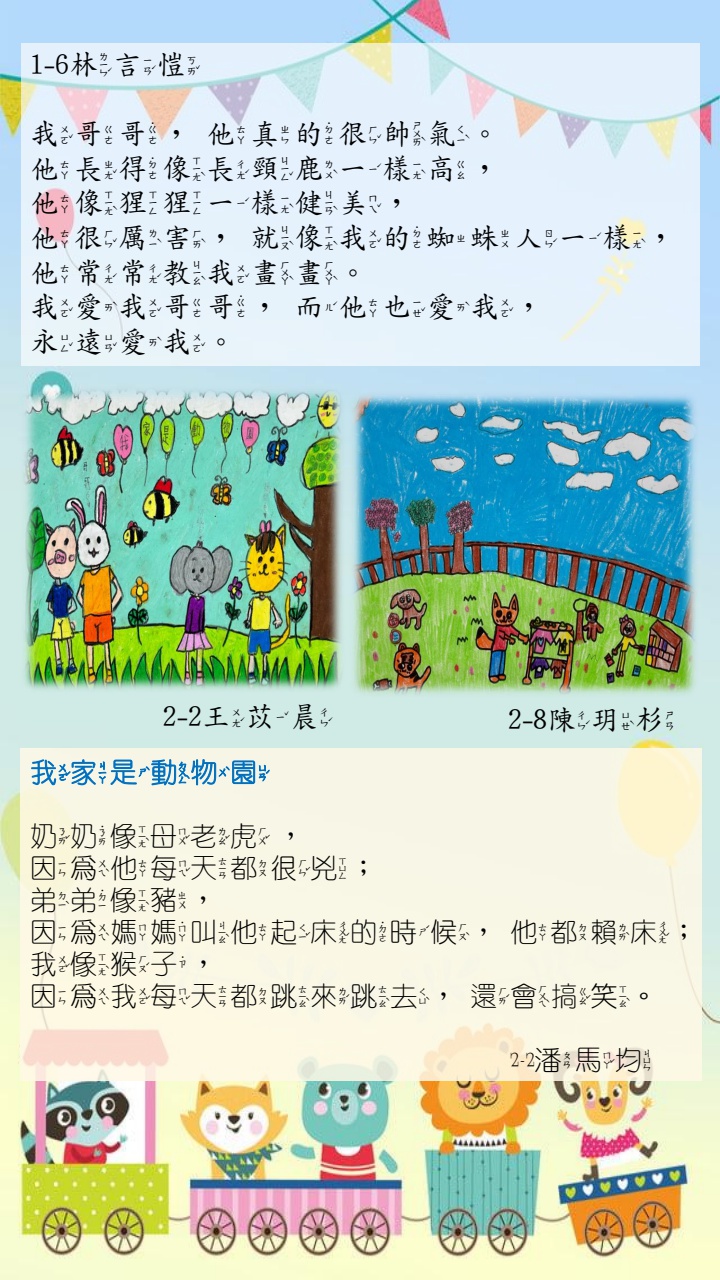 1-6林言愷
我哥哥，他真的很帥氣。
他長得像長頸鹿一樣高，
他像猩猩一樣健美，
他很厲害，就像我的蜘蛛人一樣，
他常常教我畫畫。
我愛我哥哥，而他也愛我，
永遠愛我。
我家是動物園
2-2王苡晨
2-8陳玥杉
我家是動物園
奶奶像母老虎，
因為他每天都很兇；
弟弟像豬，
因為媽媽叫他起床的時候，他都賴床；
我像猴子，
因為我每天都跳來跳去，還會搞笑。
2-2潘馬均